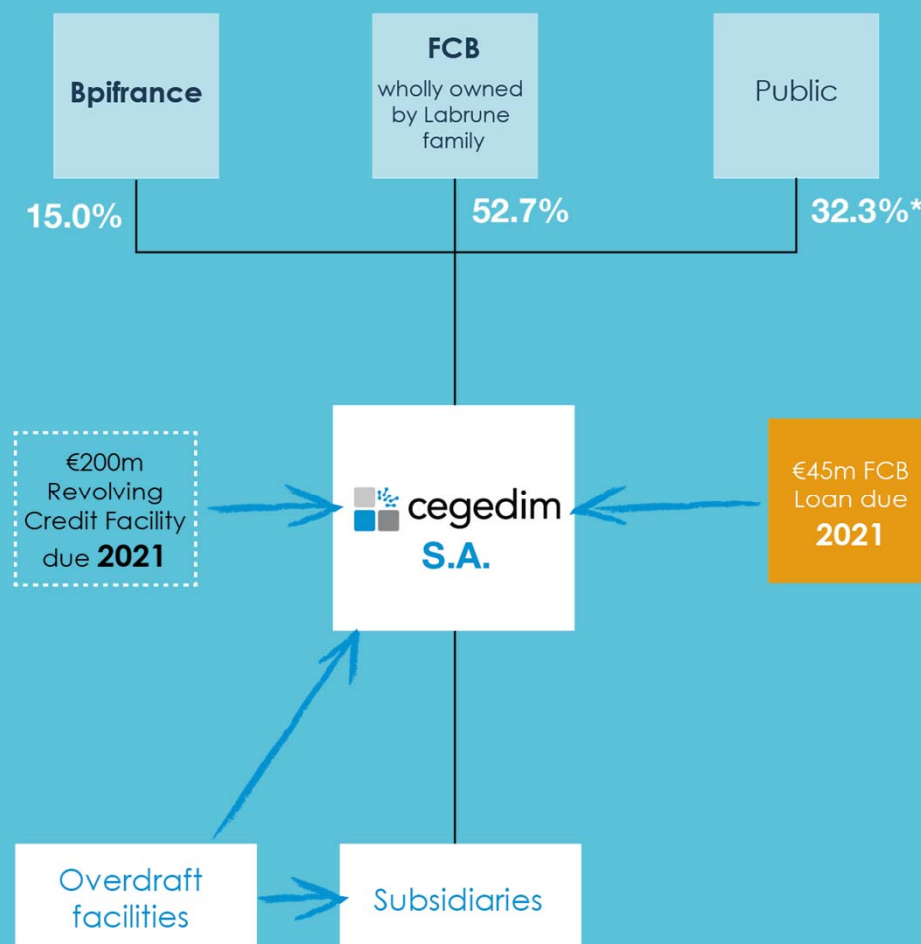 Bpifrance
FCB
wholly owned
by Labrune
family
Public
15.0%
52.7%
32.3%*
€200m
Revolving
Credit Facility
due 2021
cegedim
S.A.
€45m FCB
Loan due
2021
Overdraft
facilities
Subsidiaries